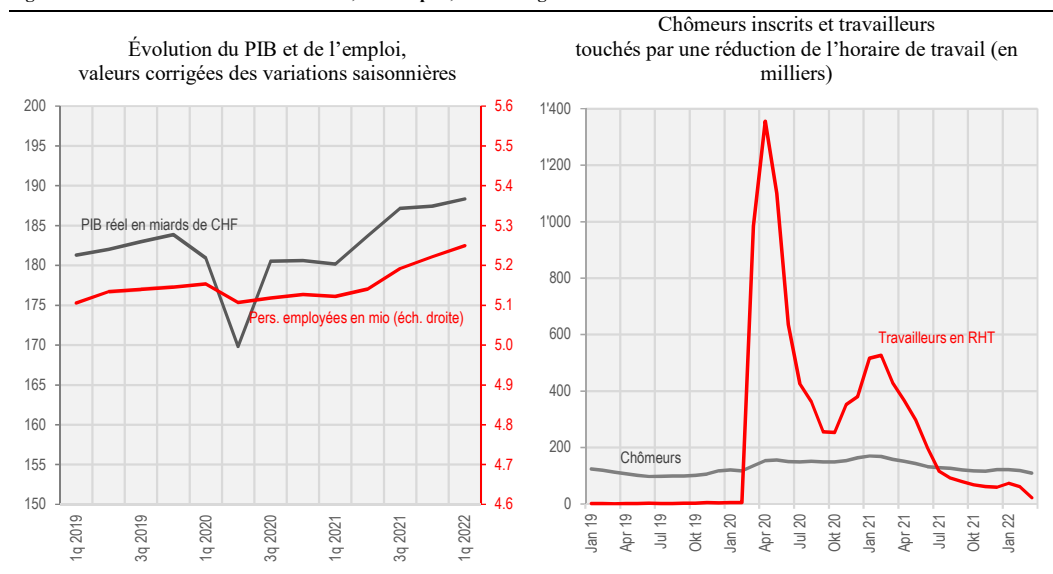 Évolution du PIB et de l’emploi,
valeurs corrigées des variations saisonnières
200
195
190
185
180
175
170
165
160
155
150
5.6
5.5
5.4
5.3
5.2
5.1
5.0
4.9
4.8
4.7
4.6
PIB réel en miards de CHF
Pers. employées en mio (éch. droite)
1q 2019
3q 2019
1q 2020
3q 2020
1q 2021
3q 2021
1q 2022
Chômeurs inscrits et travailleurs
touchés par une réduction de l’horaire de travail (en
milliers)
1'400
1'200
1'000
800
600
400
200
0
Travailleurs en RHT
Chômeurs
Jan 19
Apr 19
Jul 19
Okt 19
Jan 20
Apr 20
Jul 20
Okt 20
Jan 21
Apr 21
Jul 21
Okt 21
Jan 22